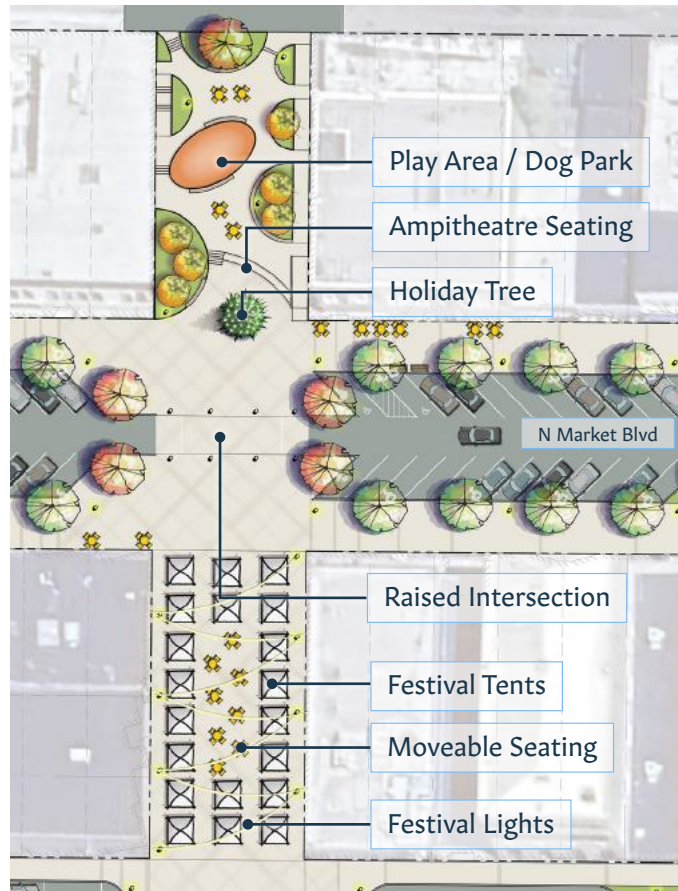 Play Area / Dog Park
Ampitheatre Seating
Holiday Tree
N Market Blvd
Raised Intersection
Festival Tents
Moveable Seating
Festival Lights